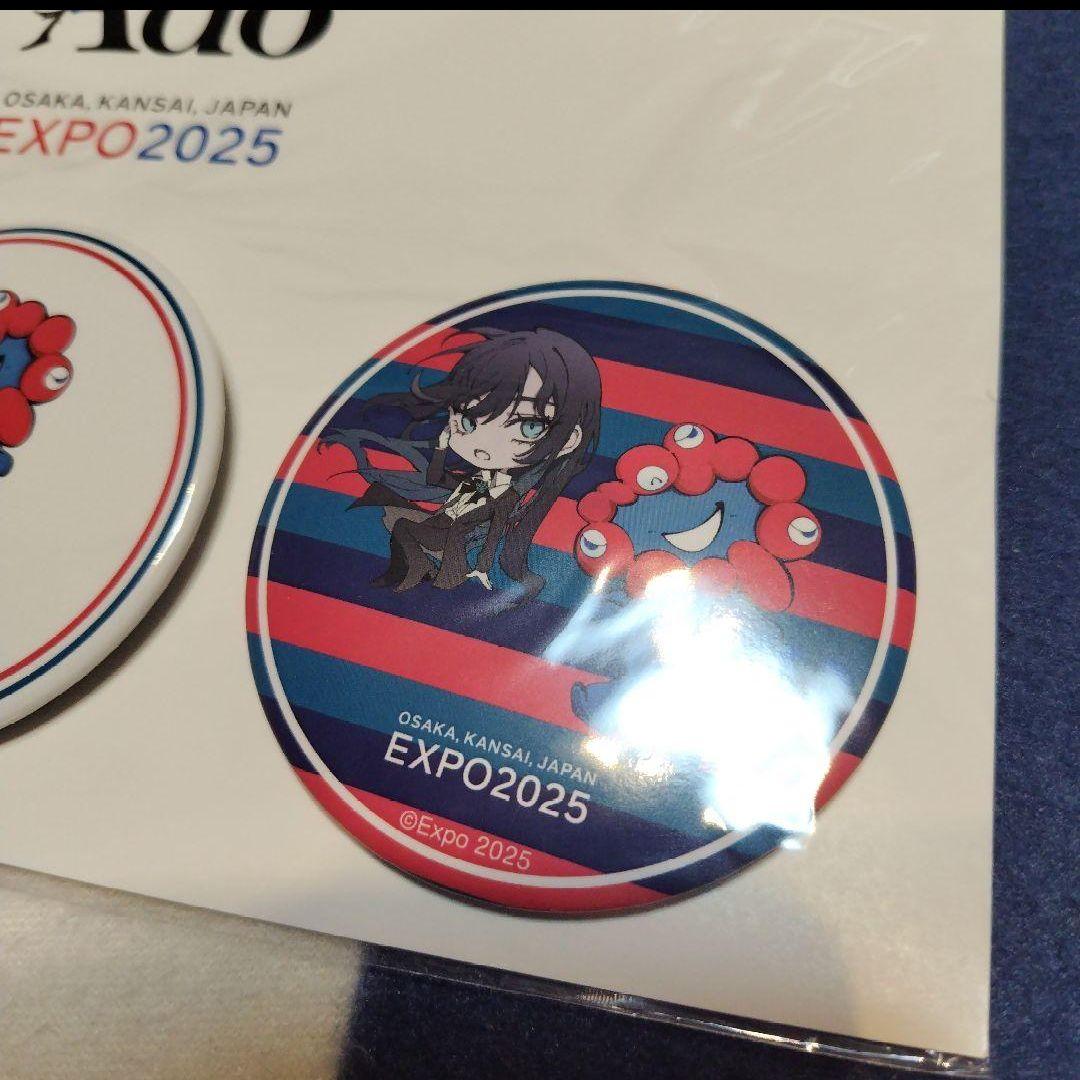 Ado
OSAKA, KANSAI, JAPAN
EXPO2025
OSAKA, KANSAI, JAPAN
EXPO2025
©Expo 2025